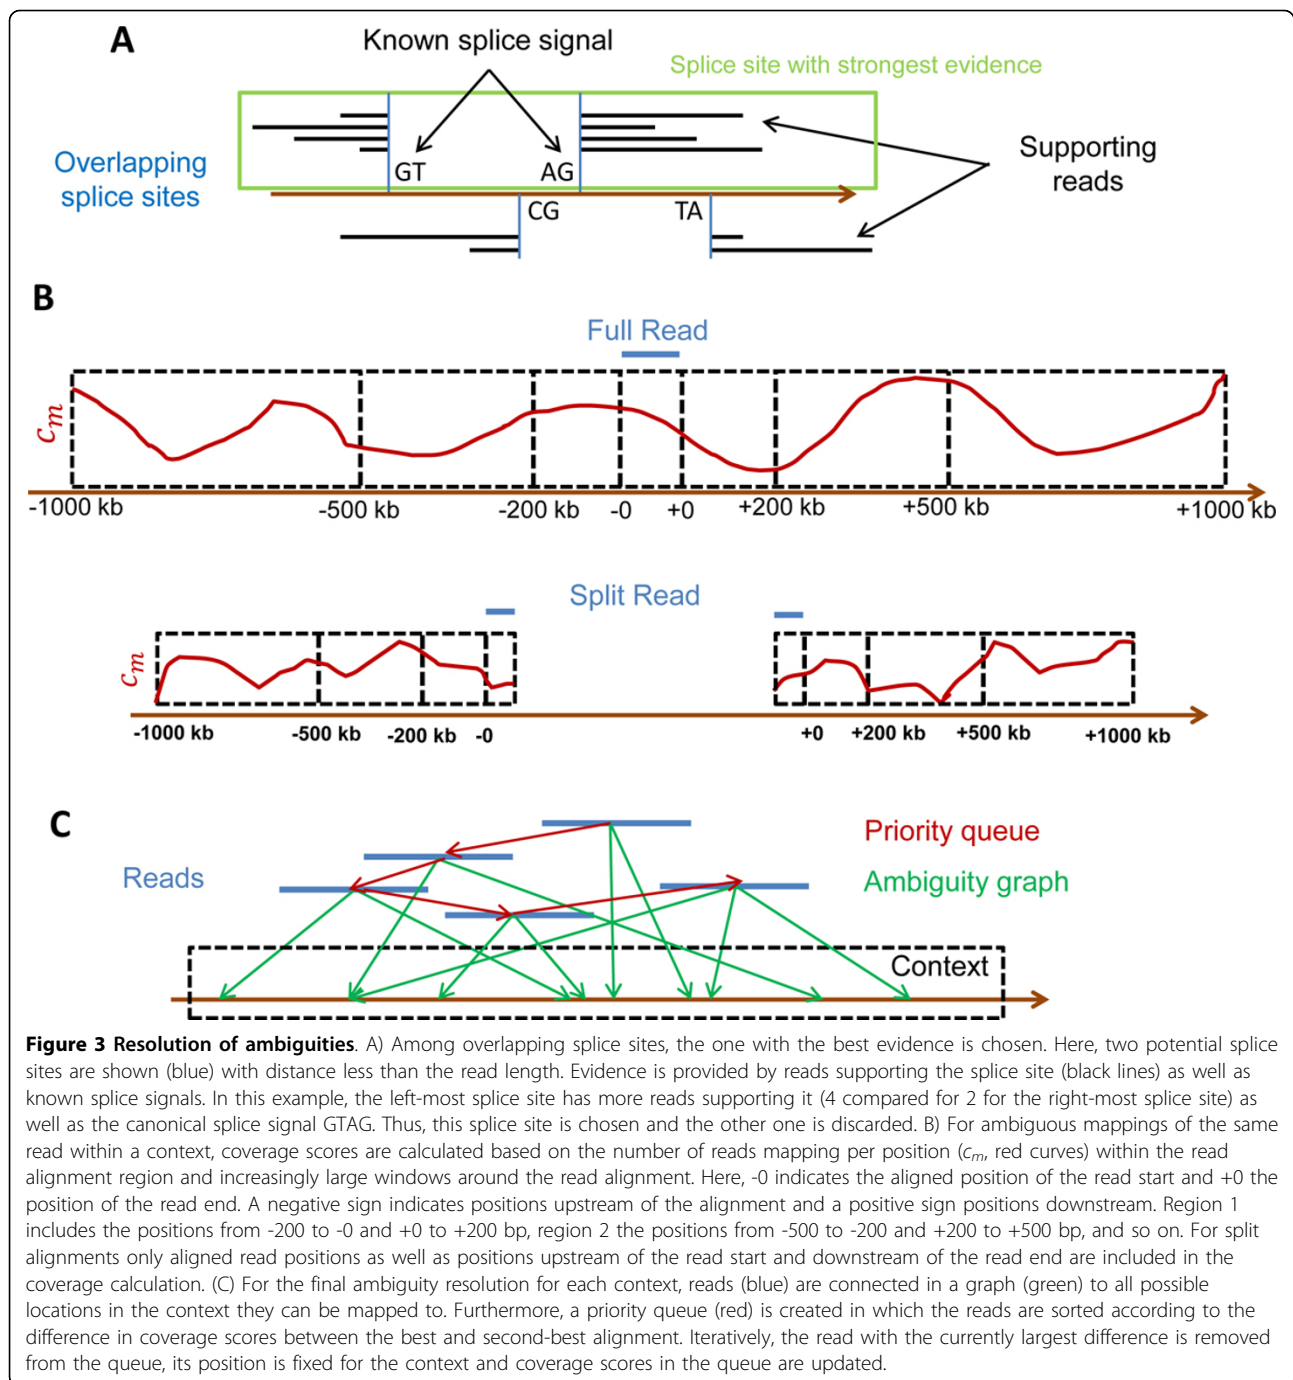 A
Known splice signal
Splice site with strongest evidence
Overlapping
splice sites
GT
AG
Supporting
reads
CG
TA
B
Full Read
cm
-1000 kb
-500 kb
-200 kb
-0
+0
+200 kb
+500 kb
+1000 kb
Split Read
cm
-1000 kb
-500 kb
-200 kb
-0
+0
+200 kb
+500 kb
+1000 kb
C
Priority queue
Reads
Ambiguity graph
Context
Figure 3 Resolution of ambiguities. A) Among overlapping splice sites, the one with the best evidence is chosen. Here, two potential splice
sites are shown (blue) with distance less than the read length. Evidence is provided by reads supporting the splice site (black lines) as well as
known splice signals. In this example, the left-most splice site has more reads supporting it (4 compared for 2 for the right-most splice site) as
well as the canonical splice signal GTAG. Thus, this splice site is chosen and the other one is discarded. B) For ambiguous mappings of the same
read within a context, coverage scores are calculated based on the number of reads mapping per position (cm, red curves) within the read
alignment region and increasingly large windows around the read alignment. Here, -0 indicates the aligned position of the read start and +0 the
position of the read end. A negative sign indicates positions upstream of the alignment and a positive sign positions downstream. Region 1
includes the positions from -200 to -0 and +0 to +200 bp, region 2 the positions from -500 to -200 and +200 to +500 bp, and so on. For split
alignments only aligned read positions as well as positions upstream of the read start and downstream of the read end are included in the
coverage calculation. (C) For the final ambiguity resolution for each context, reads (blue) are connected in a graph (green) to all possible
locations in the context they can be mapped to. Furthermore, a priority queue (red) is created in which the reads are sorted according to the
difference in coverage scores between the best and second-best alignment. Iteratively, the read with the currently largest difference is removed
from the queue, its position is fixed for the context and coverage scores in the queue are updated.